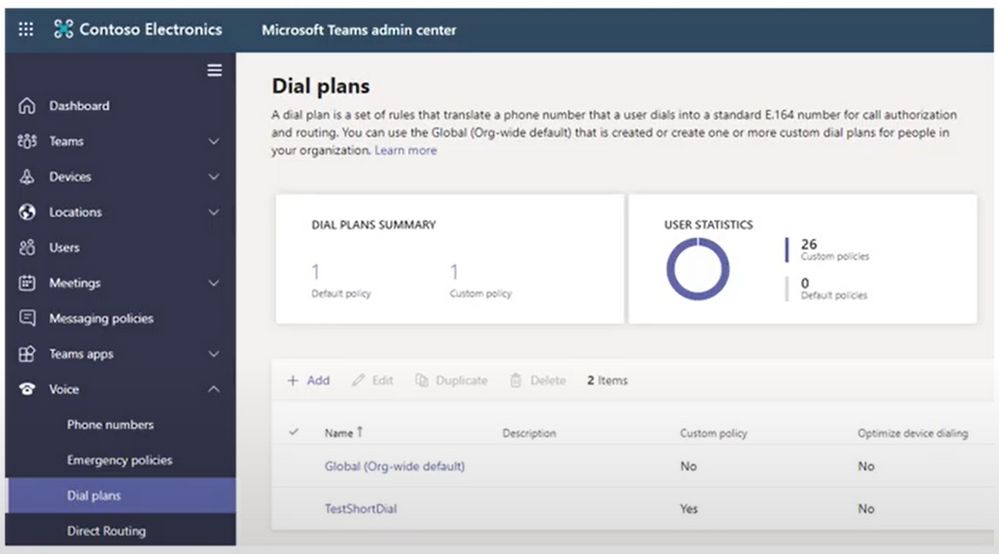 Contoso Electronics
Microsoft Teams admin center
Dashboard
Teams
Devices
Locations
Users
Meetings
Messaging policies
Teams apps
Voice
Phone numbers
Emergency policies
Dial plans
Direct Routing
Dial plans
A dial plan is a set of rules that translate a phone number that a user dials into a standard E.164 number for call authorization
and routing. You can use the Global (Org-wide default) that is created or create one or more custom dial plans for people in
your organization. Learn more
DIAL PLANS SUMMARY
1
Default policy
1
Custom policy
USER STATISTICS
26
Custom policies
0
Default policies
+ Add Edit Duplicate Delete 2 Items
Name ↑ Description Custom policy Optimize device dialing
Global (Org-wide default) No No
TestShortDial Yes No